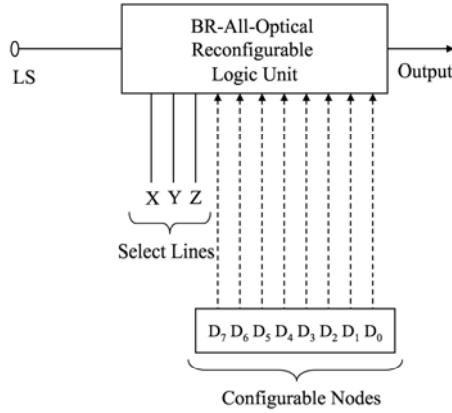 BR-All-Optical
Reconfigurable
Logic Unit
LS
Output
X Y Z
Select Lines
D₇ D₆ D₅ D₄ D₃ D₂ D₁ D₀
Configurable Nodes